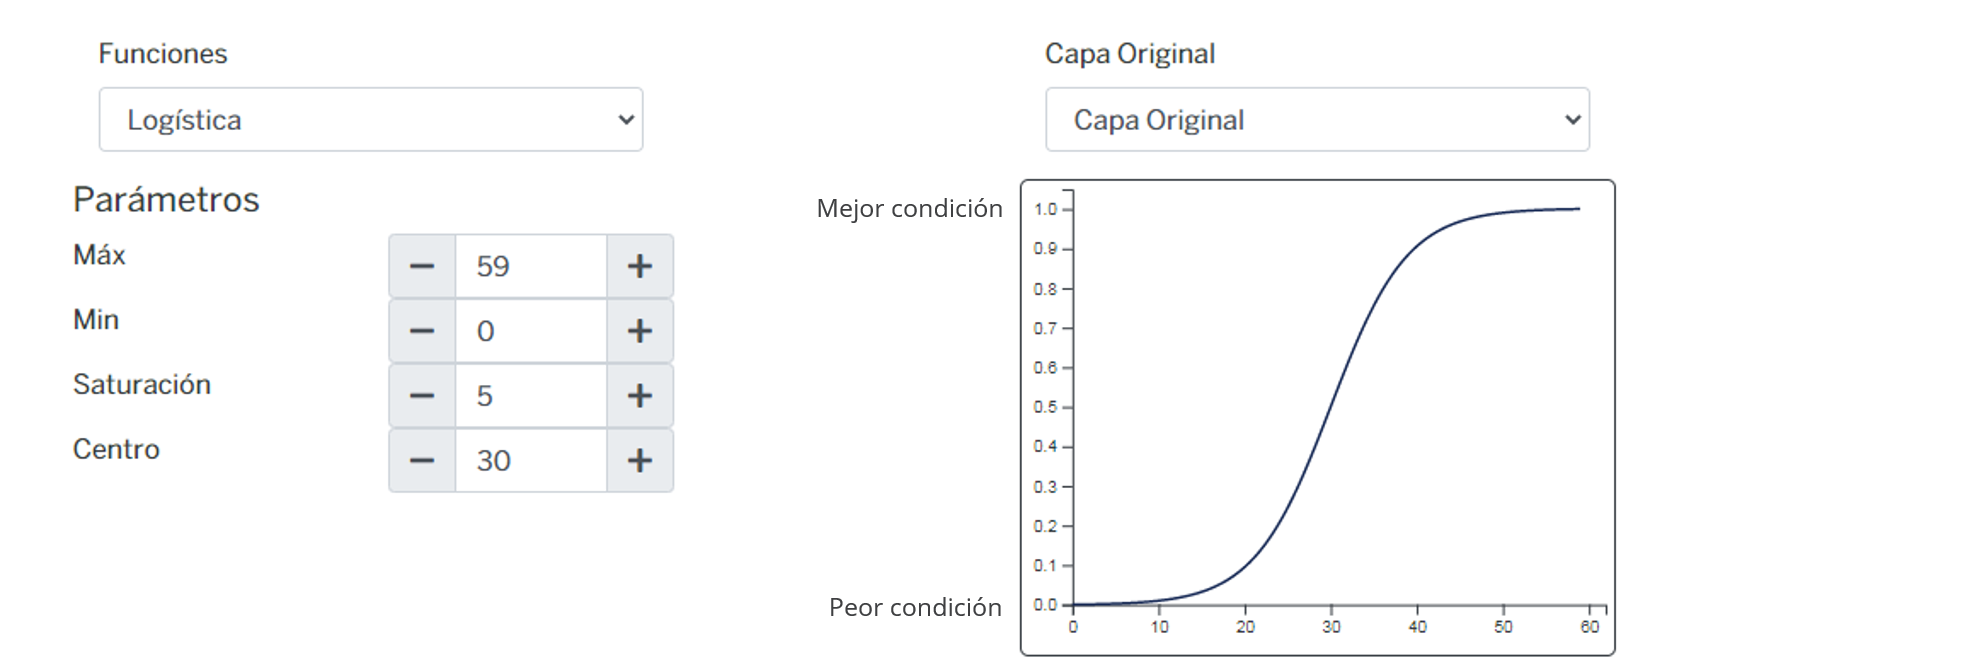 Funciones
Logística
Parámetros
Máx
− 59 +
Min
− 0 +
Saturación
− 5 +
Centro
− 30 +
Capa Original
Capa Original
Mejor condición
Peor condición
1.0
0.9
0.8
0.7
0.6
0.5
0.4
0.3
0.2
0.1
0.0
0 10 20 30 40 50 60